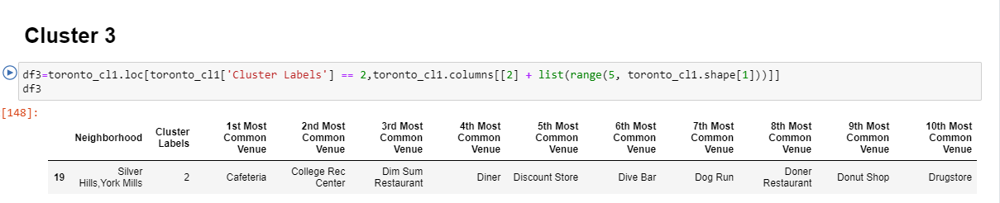 Cluster 3
df3=toronto_cl1.loc[toronto_cl1['Cluster Labels'] == 2,toronto_cl1.columns[[2] + list(range(5, toronto_cl1.shape[1]))]]
df3
[148]:
Neighborhood Cluster Labels 1st Most Common Venue 2nd Most Common Venue 3rd Most Common Venue 4th Most Common Venue 5th Most Common Venue 6th Most Common Venue 7th Most Common Venue 8th Most Common Venue 9th Most Common Venue 10th Most Common Venue
19 Silver Hills,York Mills 2 Cafeteria College Rec Center Dim Sum Restaurant Diner Discount Store Dive Bar Dog Run Doner Restaurant Donut Shop Drugstore